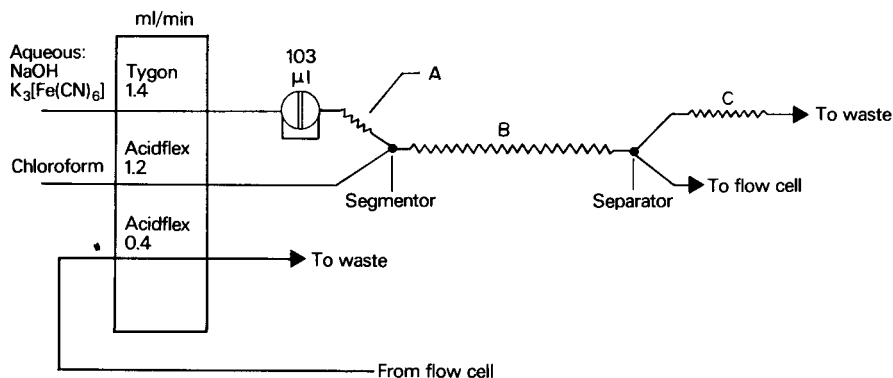 ml/min
Aqueous:
NaOH
K₃[Fe(CN)₆]
Tygon
1.4
103
μl
A
B
C
To waste
Chloroform
Acidflex
1.2
Segmentor
Separator
To flow cell
Acidflex
0.4
To waste
From flow cell